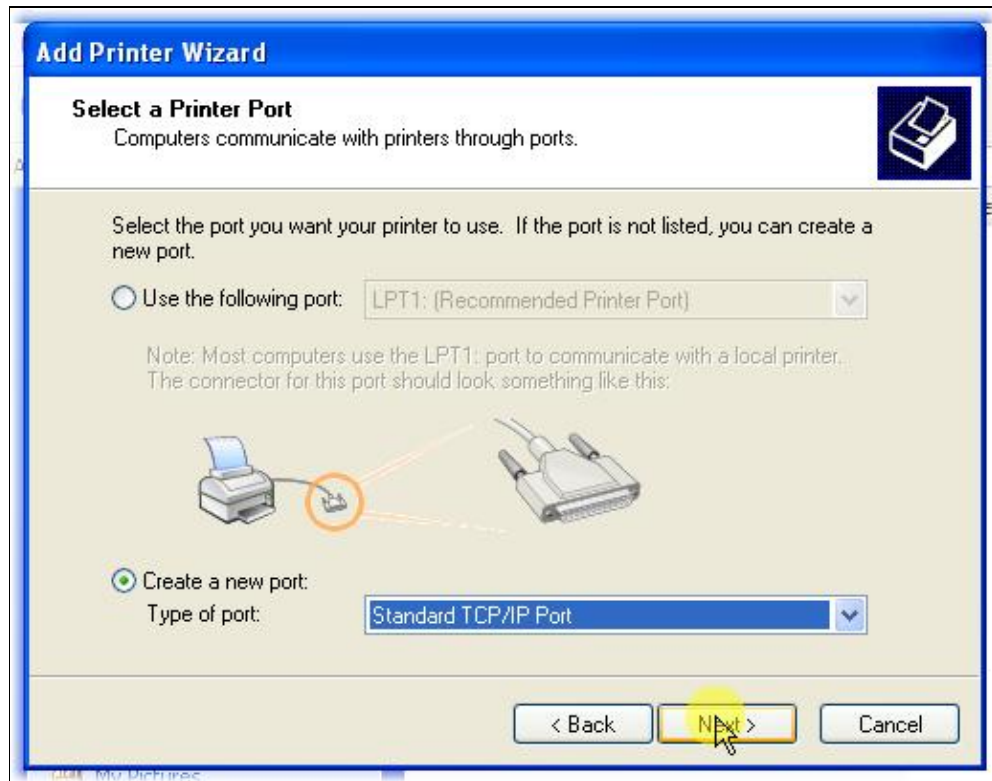 Add Printer Wizard
Select a Printer Port
Computers communicate with printers through ports.
Select the port you want your printer to use. If the port is not listed, you can create a
new port.
Use the following port: LPT1: (Recommended Printer Port)
Note: Most computers use the LPT1: port to communicate with a local printer.
The connector for this port should look something like this:
Create a new port:
Type of port: Standard TCP/IP Port
< Back Next > Cancel
My Pictures